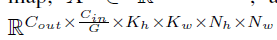 ℝ^{C_{out} × \frac{C_{in}}{G} × K_h × K_w × N_h × N_w}